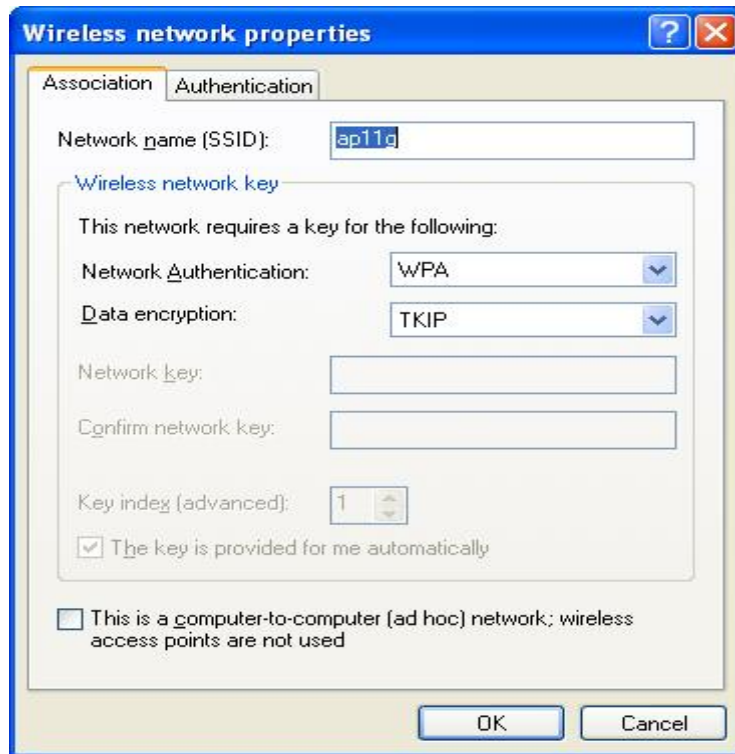 Wireless network properties
Association Authentication
Network name (SSID): ap11g
Wireless network key
This network requires a key for the following:
Network Authentication: WPA
Data encryption: TKIP
Network key:
Confirm network key:
Key index (advanced): 1
The key is provided for me automatically
This is a computer-to-computer (ad hoc) network; wireless
access points are not used
OK Cancel